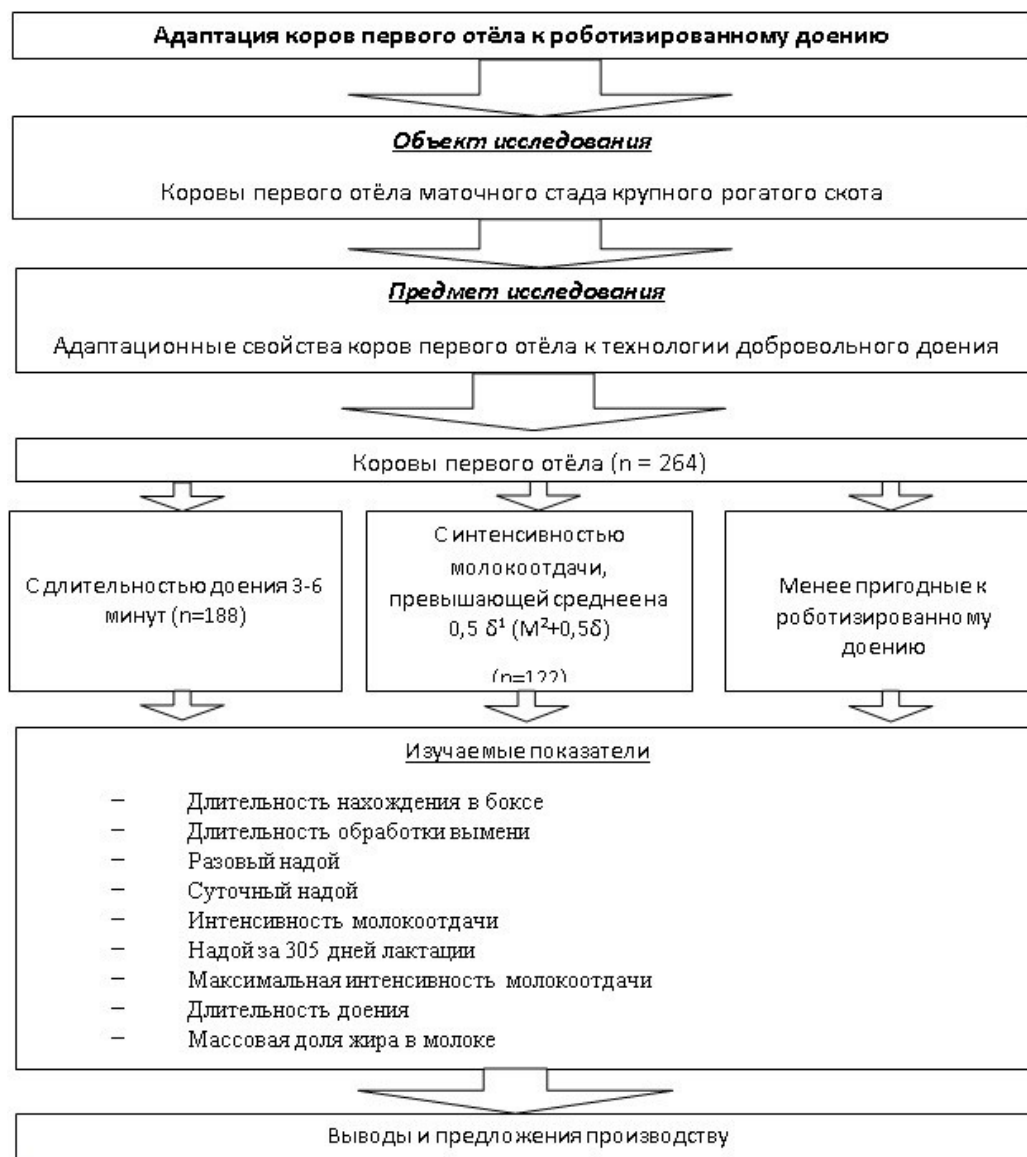 Адаптация коров первого отёла к роботизированному доению
Объект исследования
Коровы первого отёла маточного стада крупного рогатого скота
Предмет исследования
Адаптационные свойства коров первого отёла к технологии добровольного доения
Коровы первого отёла (n = 264)
С длительностью доения 3-6
минут (n=188)
С интенсивностью
молокоотдачи,
превышающей среднее на
0,5 δ¹ (M²+0,5δ)
(n=122)
Менее пригодные к
роботизированному
доению
Изучаемые показатели
– Длительность нахождения в боксе
– Длительность обработки вымени
– Разовый надой
– Суточный надой
– Интенсивность молокоотдачи
– Надой за 305 дней лактации
– Максимальная интенсивность молокоотдачи
– Длительность доения
– Массовая доля жира в молоке
Выводы и предложения производству